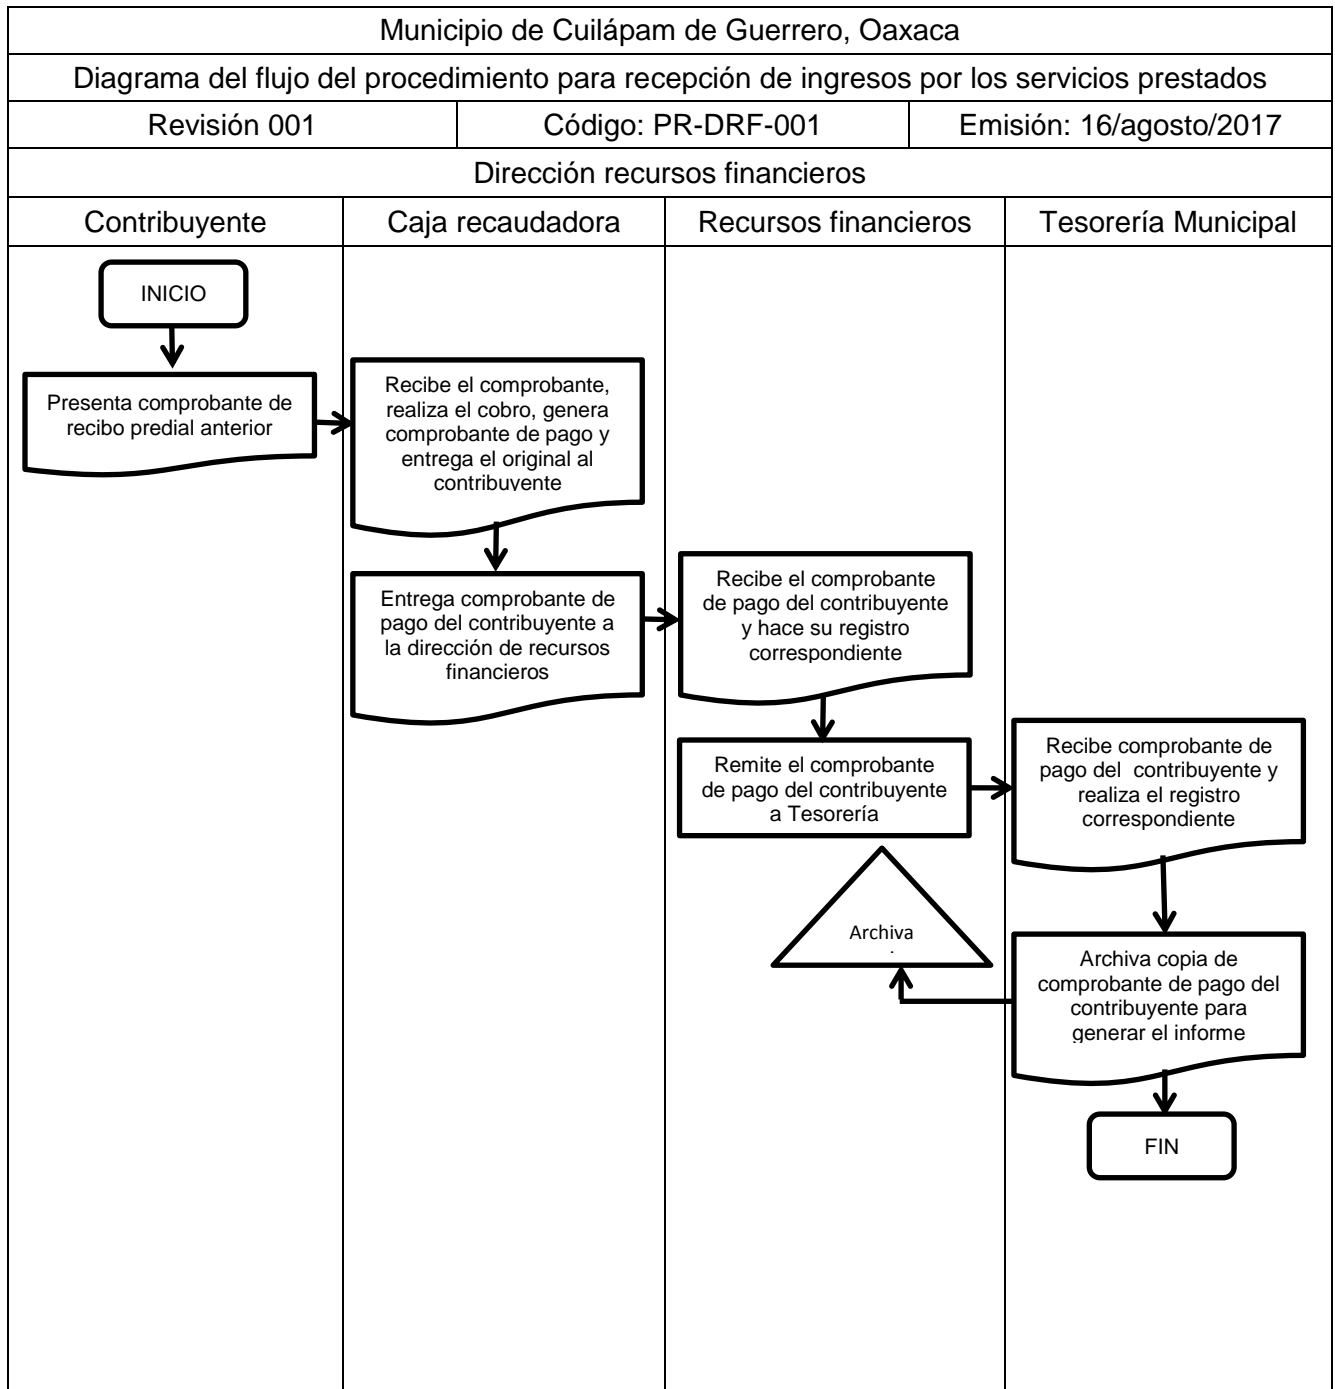 Municipio de Cuilápam de Guerrero, Oaxaca
Diagrama del flujo del procedimiento para recepción de ingresos por los servicios prestados
Revisión 001
Código: PR-DRF-001
Emisión: 16/agosto/2017
Dirección recursos financieros
Contribuyente
Caja recaudadora
Recursos financieros
Tesorería Municipal
INICIO
Presenta comprobante de
recibo predial anterior
Recibe el comprobante,
realiza el cobro, genera
comprobante de pago y
entrega el original al
contribuyente
Entrega comprobante de
pago del contribuyente a
la dirección de recursos
financieros
Recibe el comprobante
de pago del contribuyente
y hace su registro
correspondiente
Remite el comprobante
de pago del contribuyente
a Tesorería
Recibe comprobante de
pago del contribuyente y
realiza el registro
correspondiente
Archiva
Archiva copia de
comprobante de pago del
contribuyente para
generar el informe
FIN